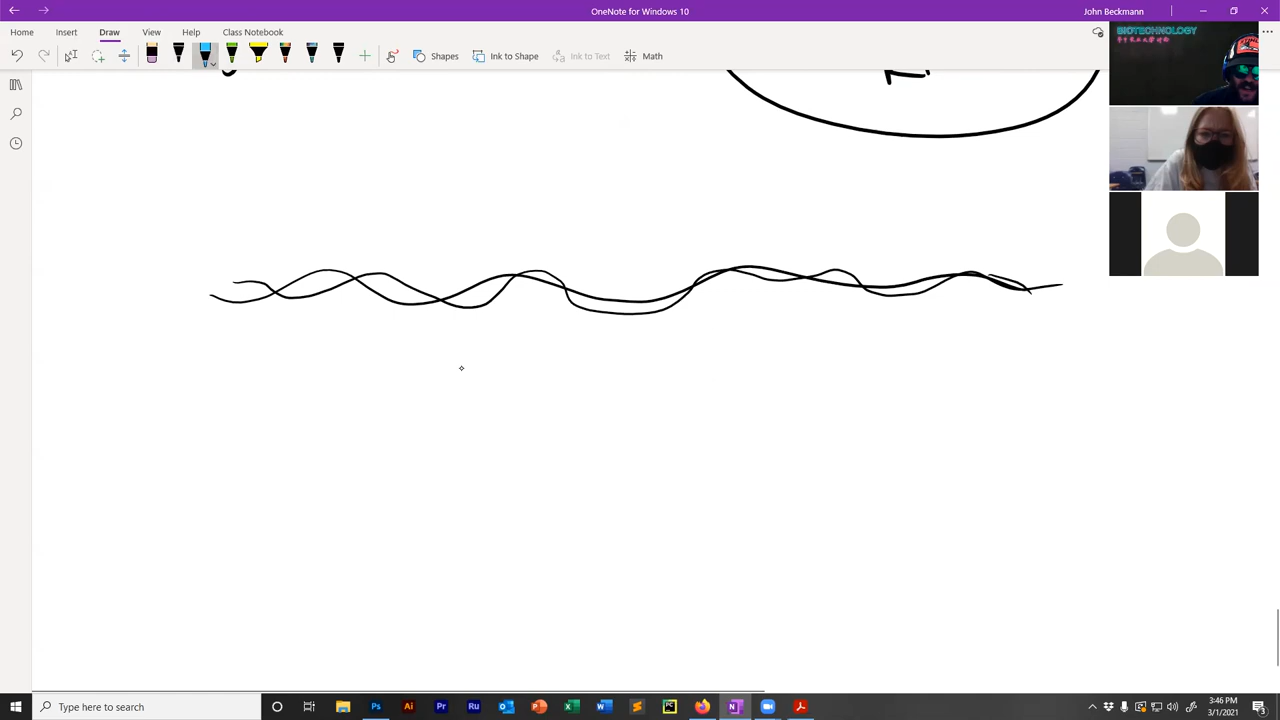 OneNote for Windows 10
John Beckmann
Home Insert Draw View Help Class Notebook
Shapes Ink to Shape Ink to Text Math
BIOTECHNOLOGY
Type here to search
3:46 PM
3/1/2021